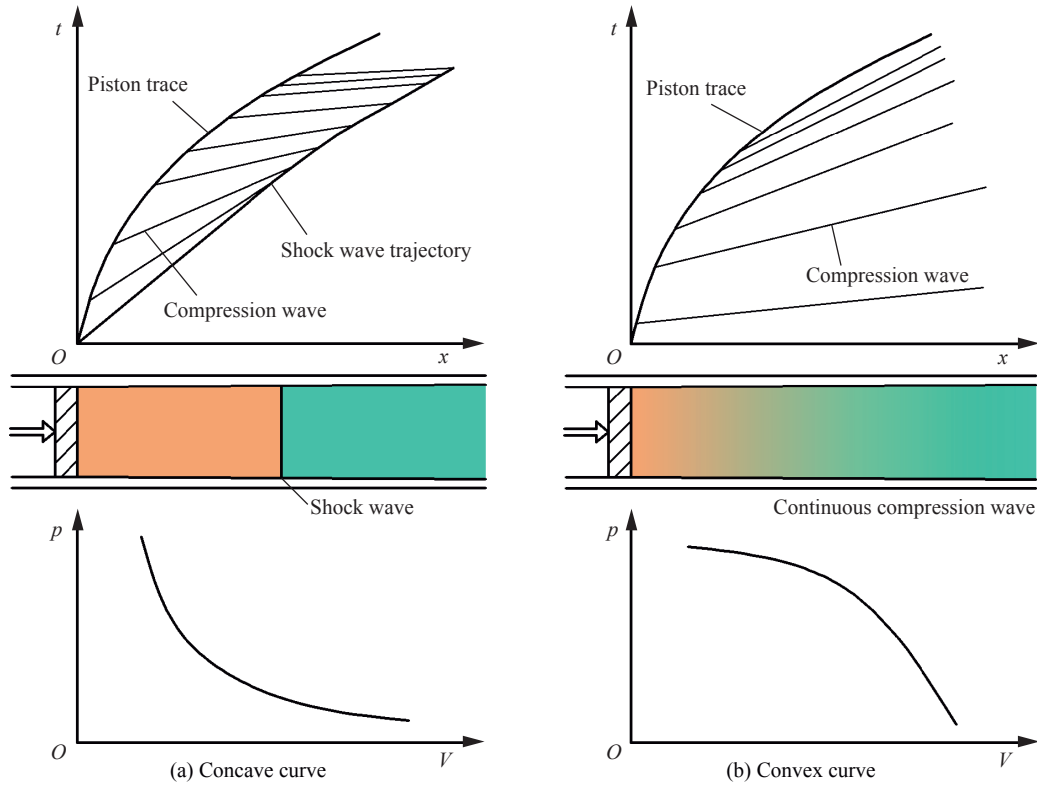 t
Piston trace
Shock wave trajectory
Compression wave
O
x
Shock wave
p
O
V
(a) Concave curve
t
Piston trace
Compression wave
O
x
Continuous compression wave
p
O
V
(b) Convex curve